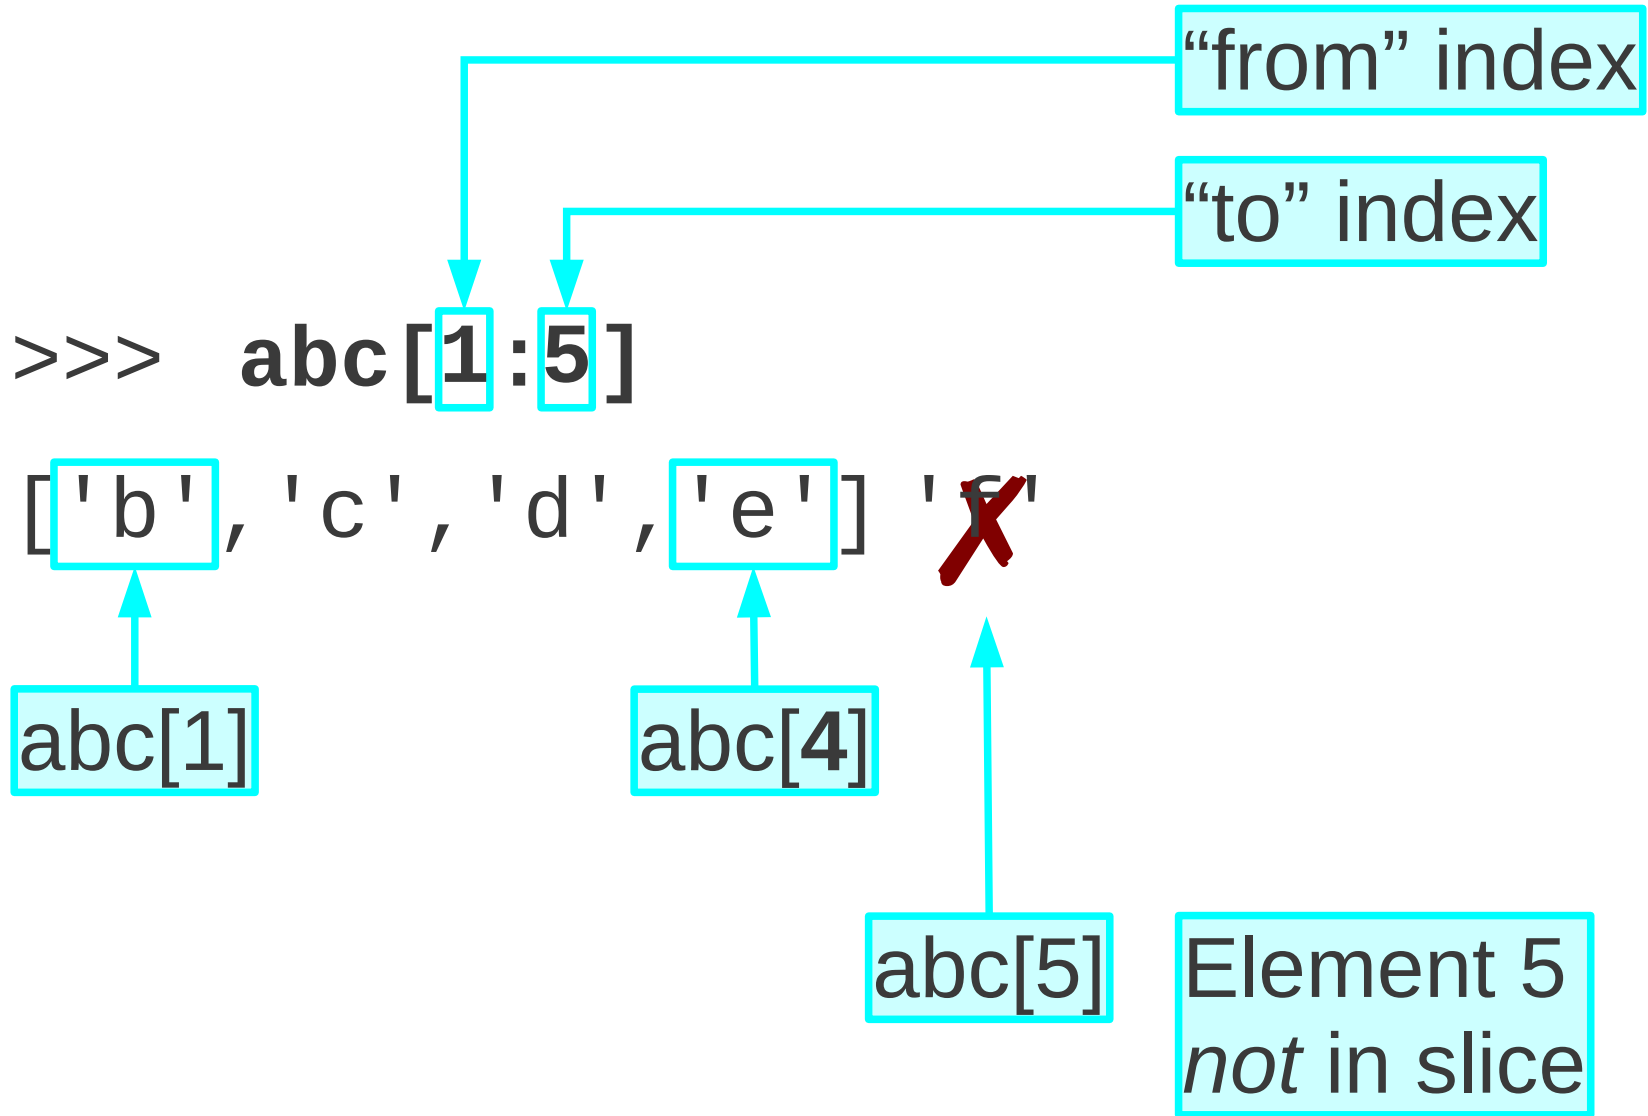 “from” index
“to” index
>>> abc[1:5]
['b','c','d','e'] 'f'
abc[1]
abc[4]
abc[5]
Element 5
not in slice